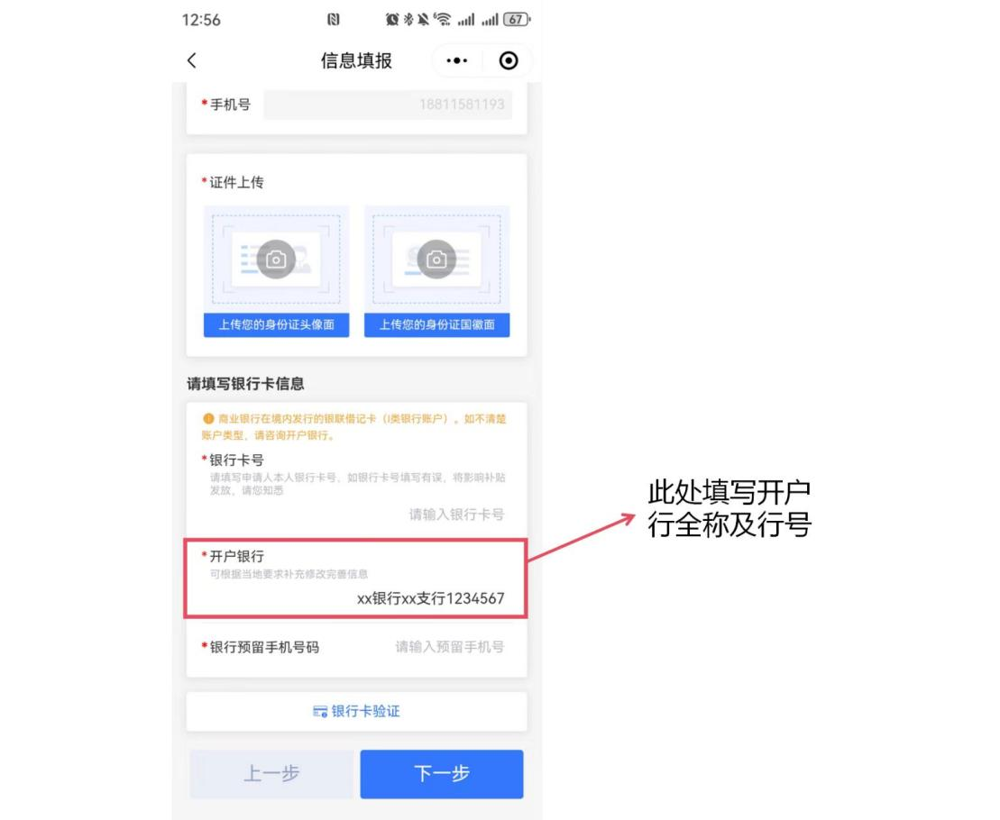 12:56
67
信息填报
*手机号
18811581193
*证件上传
上传您的身份证头像面
上传您的身份证国徽面
请填写银行卡信息
商业银行在境内发行的银联借记卡（I类银行账户）。如不清楚
账户类型，请咨询开户银行。
*银行卡号
请填写申请人本人银行卡号，如银行卡号填写有误，将影响补贴
发放，请您知悉
请输入银行卡号
*开户银行
可根据当地要求补充修改完善信息
xx银行xx支行1234567
此处填写开户
行全称及行号
*银行预留手机号码
请输入预留手机号
银行卡验证
上一步
下一步